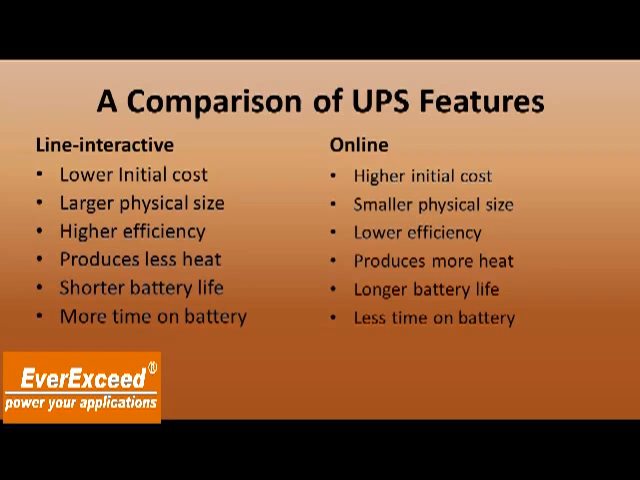 A Comparison of UPS Features
Line-interactive
• Lower Initial cost
• Larger physical size
• Higher efficiency
• Produces less heat
• Shorter battery life
• More time on battery
Online
• Higher initial cost
• Smaller physical size
• Lower efficiency
• Produces more heat
• Longer battery life
• Less time on battery
EverExceed®
power your applications